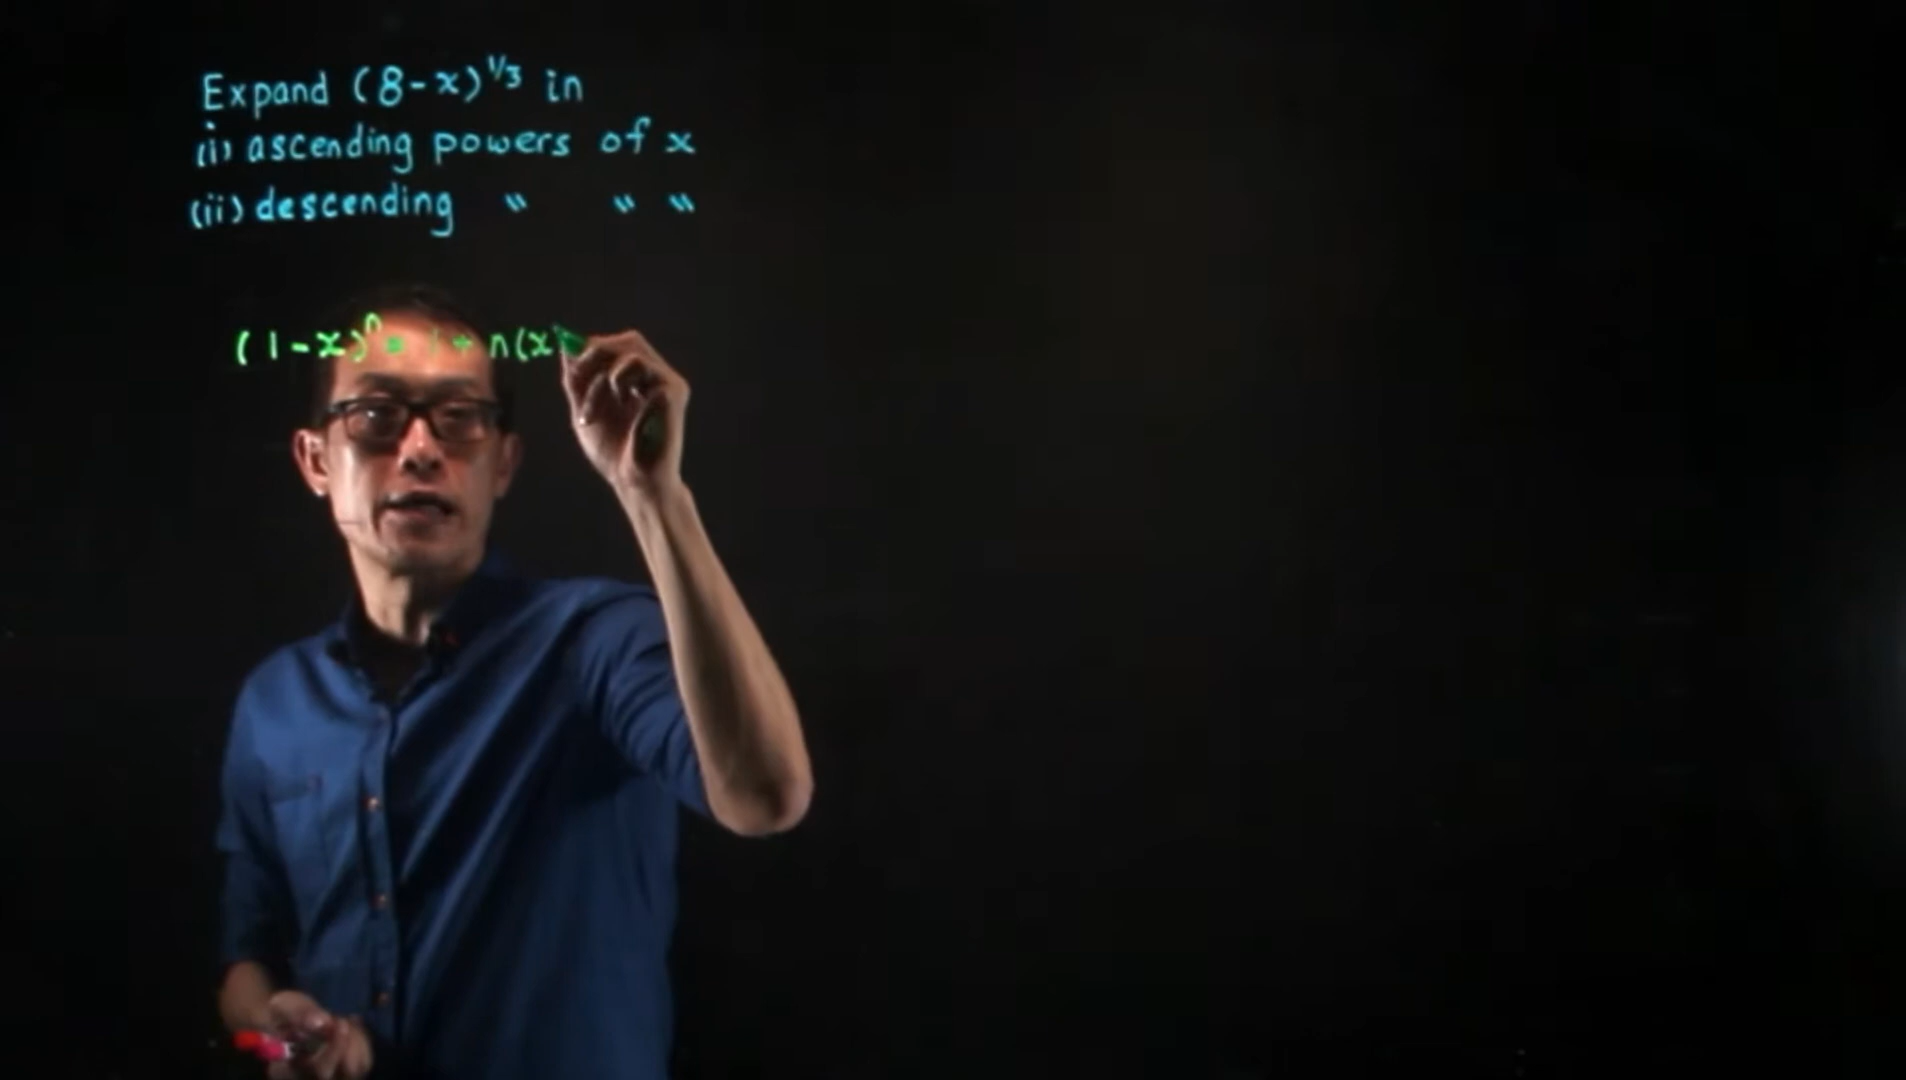 Expand (8-x)^1/3 in
(i) ascending powers of x
(ii) descending " " "
(1-x)^n = 1 + n(x)